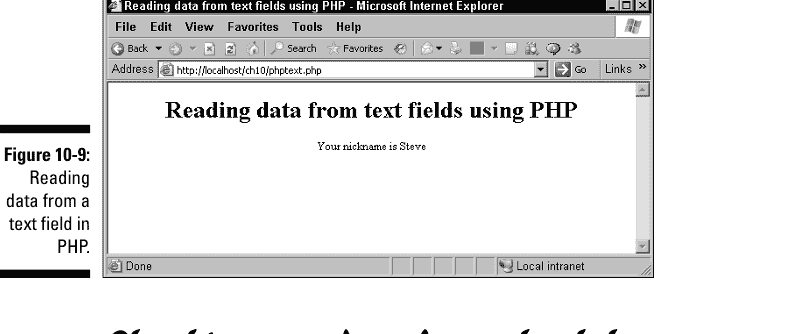 Reading data from text fields using PHP - Microsoft Internet Explorer
File Edit View Favorites Tools Help
Back Search Favorites
Address http://localhost/ch10/phptext.php Go Links »
Reading data from text fields using PHP
Your nickname is Steve
Done Local intranet
Figure 10-9:
Reading
data from a
text field in
PHP.